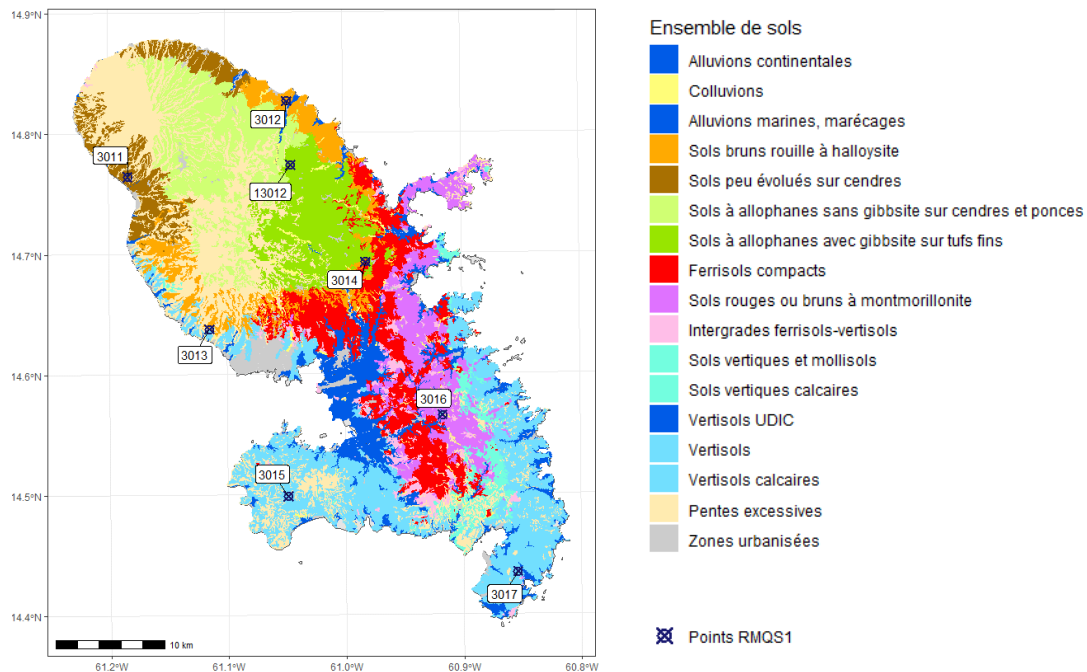 14.9°N
14.8°N
14.7°N
14.6°N
14.5°N
14.4°N
3012
3011
13012
3014
3013
3016
3015
3017
10 km
61.2°W
61.1°W
61.0°W
60.9°W
60.8°W
Ensemble de sols
Alluvions continentales
Colluvions
Alluvions marines, marécages
Sols bruns rouille à halloysite
Sols peu évolués sur cendres
Sols à allophanes sans gibbsite sur cendres et ponces
Sols à allophanes avec gibbsite sur tufs fins
Ferrisols compacts
Sols rouges ou bruns à montmorillonite
Intergrades ferrisols-vertisols
Sols vertiques et mollisols
Sols vertiques calcaires
Vertisols UDIC
Vertisols
Vertisols calcaires
Pentes excessives
Zones urbanisées
Points RMQS1